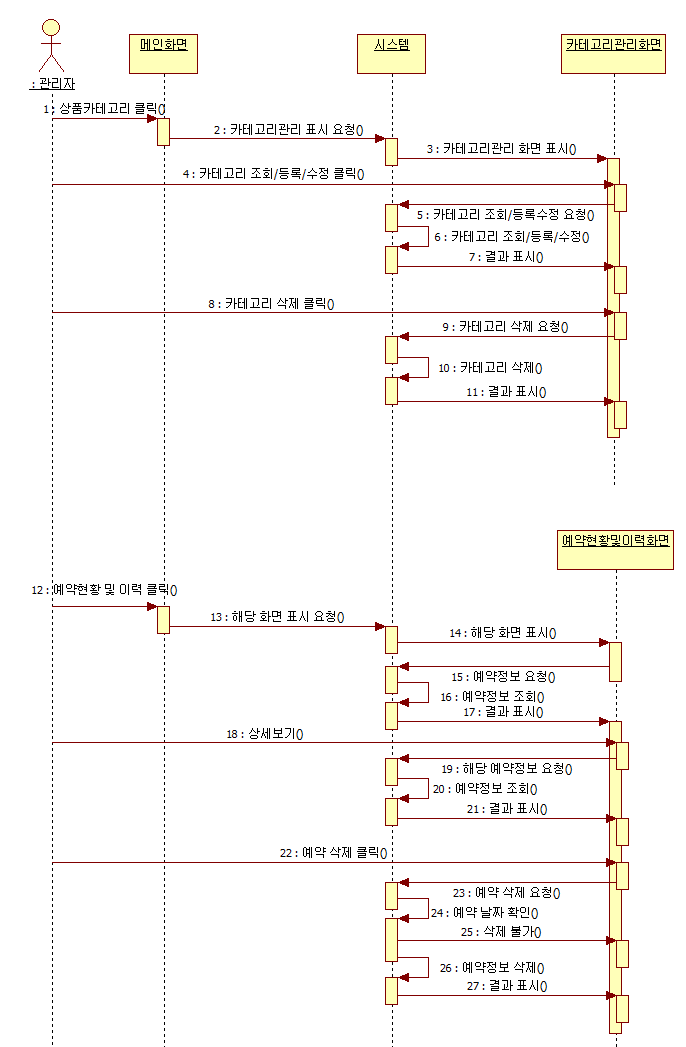 메인화면
시스템
카테고리관리화면
: 관리자
1 : 상품카테고리 클릭()
2 : 카테고리관리 표시 요청()
3 : 카테고리관리 화면 표시()
4 : 카테고리 조회/등록/수정 클릭()
5 : 카테고리 조회/등록수정 요청()
6 : 카테고리 조회/등록/수정()
7 : 결과 표시()
8 : 카테고리 삭제 클릭()
9 : 카테고리 삭제 요청()
10 : 카테고리 삭제()
11 : 결과 표시()
예약현황및이력화면
12 : 예약현황 및 이력 클릭()
13 : 해당 화면 표시 요청()
14 : 해당 화면 표시()
15 : 예약정보 요청()
16 : 예약정보 조회()
17 : 결과 표시()
18 : 상세보기()
19 : 해당 예약정보 요청()
20 : 예약정보 조회()
21 : 결과 표시()
22 : 예약 삭제 클릭()
23 : 예약 삭제 요청()
24 : 예약 날짜 확인()
25 : 삭제 불가()
26 : 예약정보 삭제()
27 : 결과 표시()